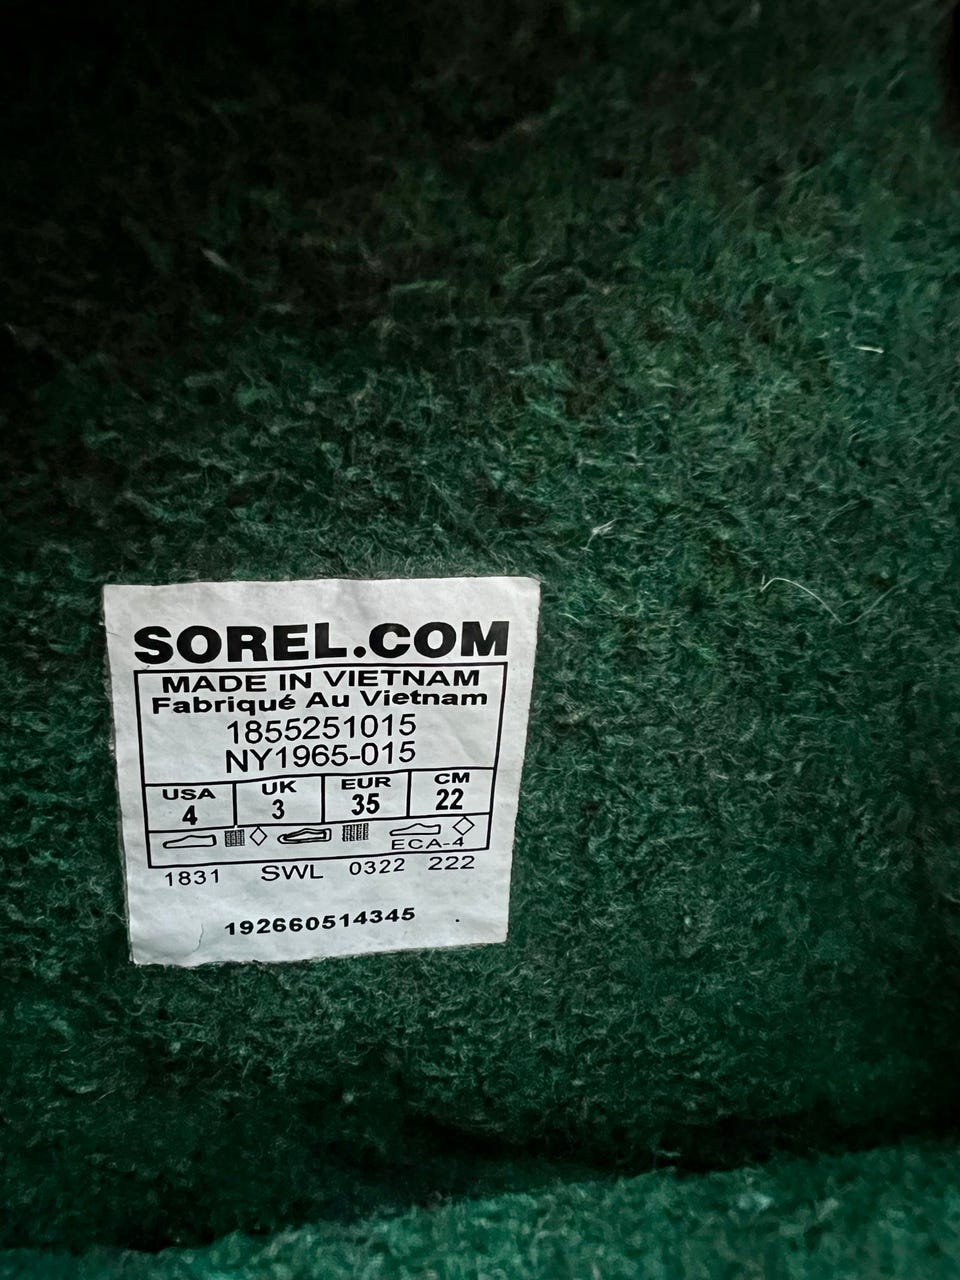 SOREL.COM
MADE IN VIETNAM
Fabriqué Au Vietnam
1855251015
NY1965-015
USA UK EUR CM
4 3 35 22
ECA-4
1831 SWL 0322 222
192660514345